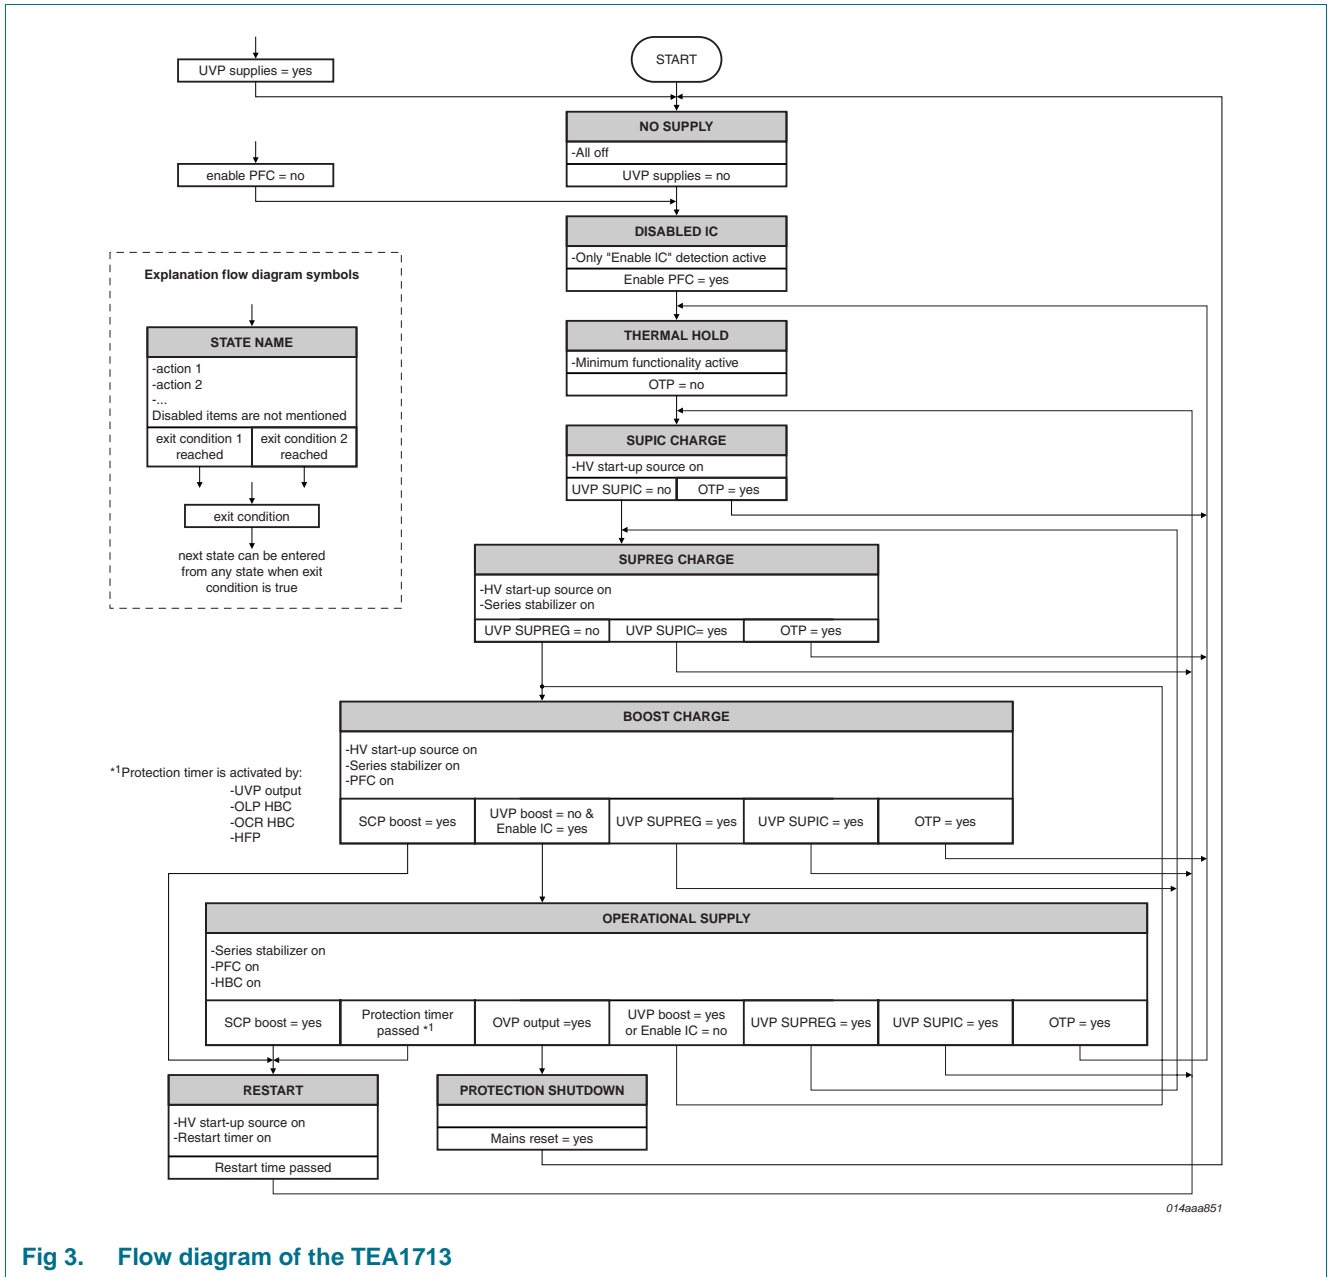 START
UVP supplies = yes
NO SUPPLY
-All off
UVP supplies = no
enable PFC = no
DISABLED IC
-Only "Enable IC" detection active
Enable PFC = yes
Explanation flow diagram symbols
STATE NAME
-action 1
-action 2
-...
Disabled items are not mentioned
exit condition 1
reached
exit condition 2
reached
exit condition
next state can be entered
from any state when exit
condition is true
THERMAL HOLD
-Minimum functionality active
OTP = no
SUPIC CHARGE
-HV start-up source on
UVP SUPIC = no
OTP = yes
SUPREG CHARGE
-HV start-up source on
-Series stabilizer on
UVP SUPREG = no
UVP SUPIC= yes
OTP = yes
BOOST CHARGE
-HV start-up source on
-Series stabilizer on
-PFC on
SCP boost = yes
UVP boost = no &
Enable IC = yes
UVP SUPREG = yes
UVP SUPIC = yes
OTP = yes
*1Protection timer is activated by:
-UVP output
-OLP HBC
-OCR HBC
-HFP
OPERATIONAL SUPPLY
-Series stabilizer on
-PFC on
-HBC on
SCP boost = yes
Protection timer
passed *1
OVP output =yes
UVP boost = yes
or Enable IC = no
UVP SUPREG = yes
UVP SUPIC = yes
OTP = yes
RESTART
-HV start-up source on
-Restart timer on
Restart time passed
PROTECTION SHUTDOWN
Mains reset = yes
014aaa851
Fig 3. Flow diagram of the TEA1713